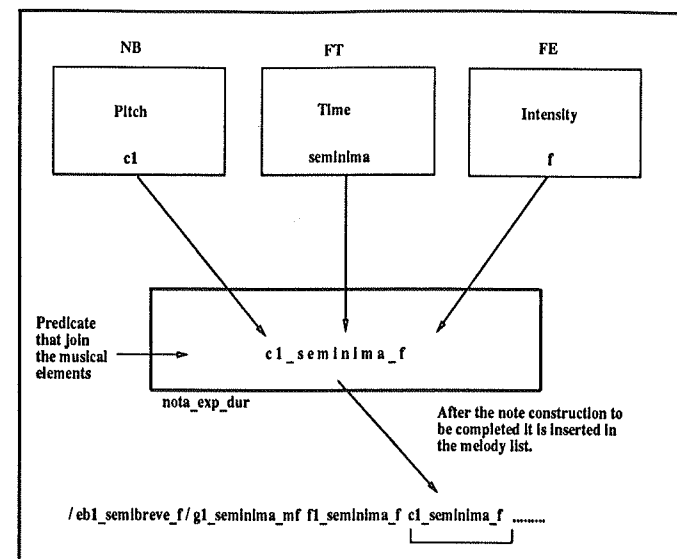 NB FT FE
Pitch Time Intensity
c1 seminima f
Predicate
that join
the musical
elements
c1_seminima_f
nota_exp_dur
After the note construction to
be completed it is inserted in
the melody list.
/eb1_semibreve_f/g1_seminima_mf f1_seminima_f c1_seminima_f .........